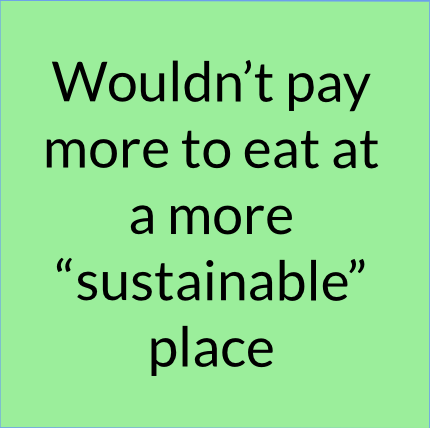 Wouldn’t pay
more to eat at
a more
“sustainable”
place